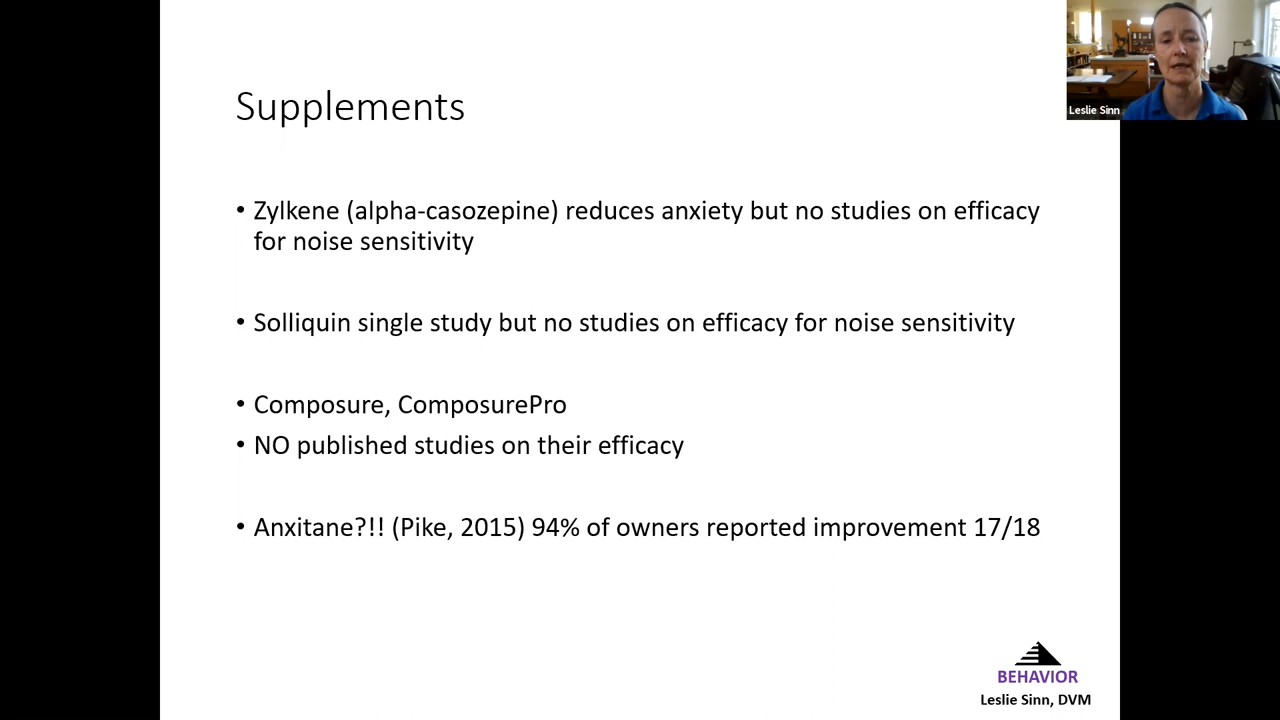 Leslie Sinn
Supplements
• Zylkene (alpha-casozepine) reduces anxiety but no studies on efficacy
for noise sensitivity
• Solliquin single study but no studies on efficacy for noise sensitivity
• Composure, ComposurePro
• NO published studies on their efficacy
• Anxitane?!! (Pike, 2015) 94% of owners reported improvement 17/18
BEHAVIOR
Leslie Sinn, DVM